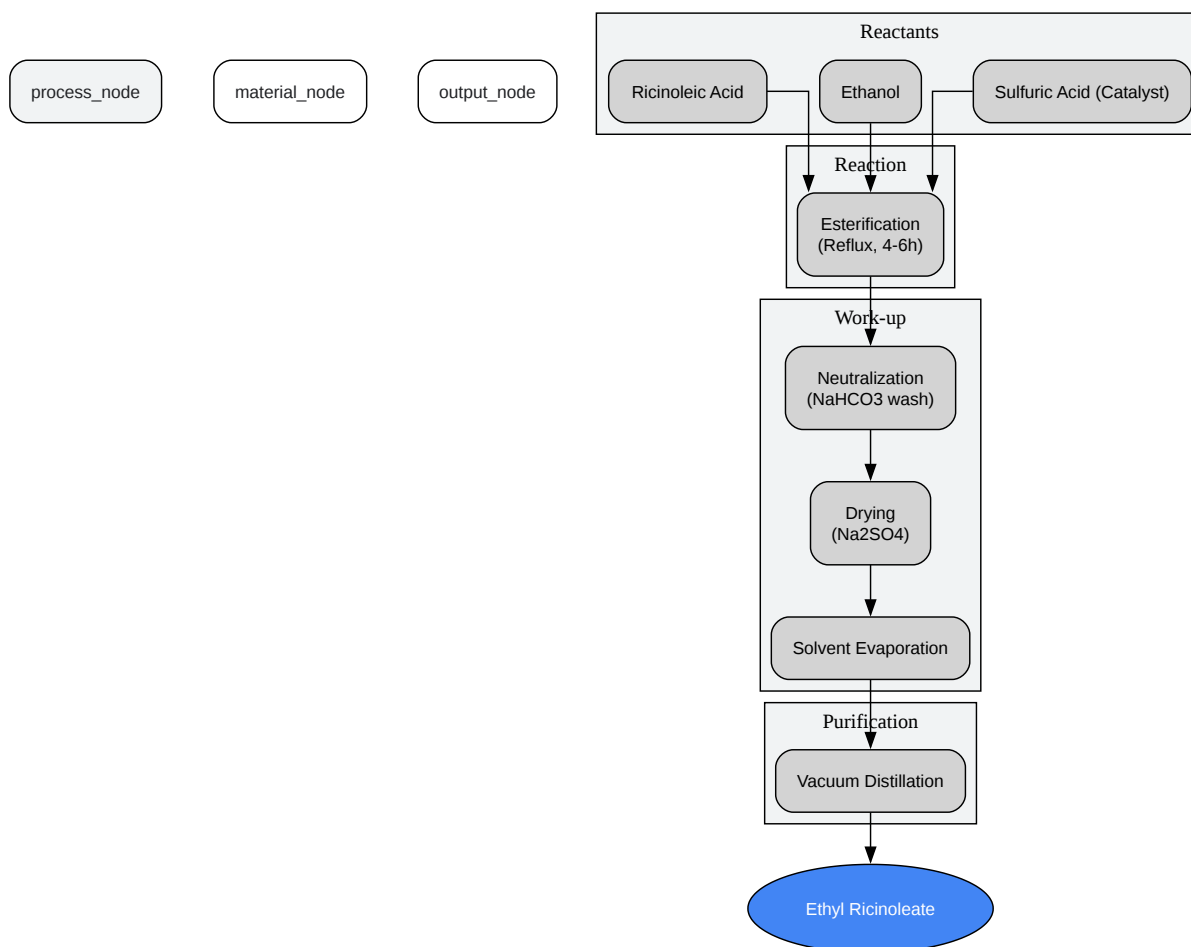 Reactants
process_node
material_node
output_node
Ricinoleic Acid
Ethanol
Sulfuric Acid (Catalyst)
Reaction
Esterification
(Reflux, 4-6h)
Work-up
Neutralization
(NaHCO3 wash)
Drying
(Na2SO4)
Solvent Evaporation
Purification
Vacuum Distillation
Ethyl Ricinoleate